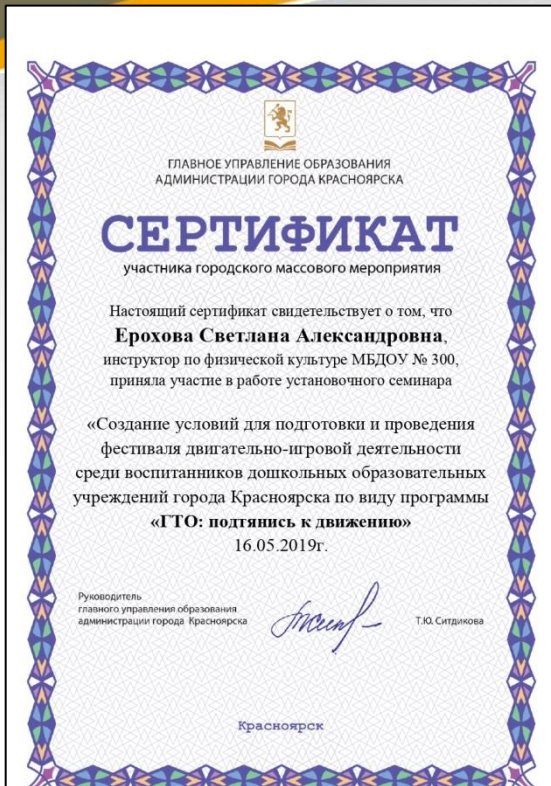 ГЛАВНОЕ УПРАВЛЕНИЕ ОБРАЗОВАНИЯ
АДМИНИСТРАЦИИ ГОРОДА КРАСНОЯРСКА
СЕРТИФИКАТ
участника городского массового мероприятия
Настоящий сертификат свидетельствует о том, что
Ерохова Светлана Александровна,
инструктор по физической культуре МБДОУ № 300,
приняла участие в работе установочного семинара
«Создание условий для подготовки и проведения
фестиваля двигательно-игровой деятельности
среди воспитанников дошкольных образовательных
учреждений города Красноярска по виду программы
«ГТО: подтянись к движению»
16.05.2019г.
Руководитель
главного управления образования
администрации города Красноярска
Т.Ю. Ситдикова
Красноярск